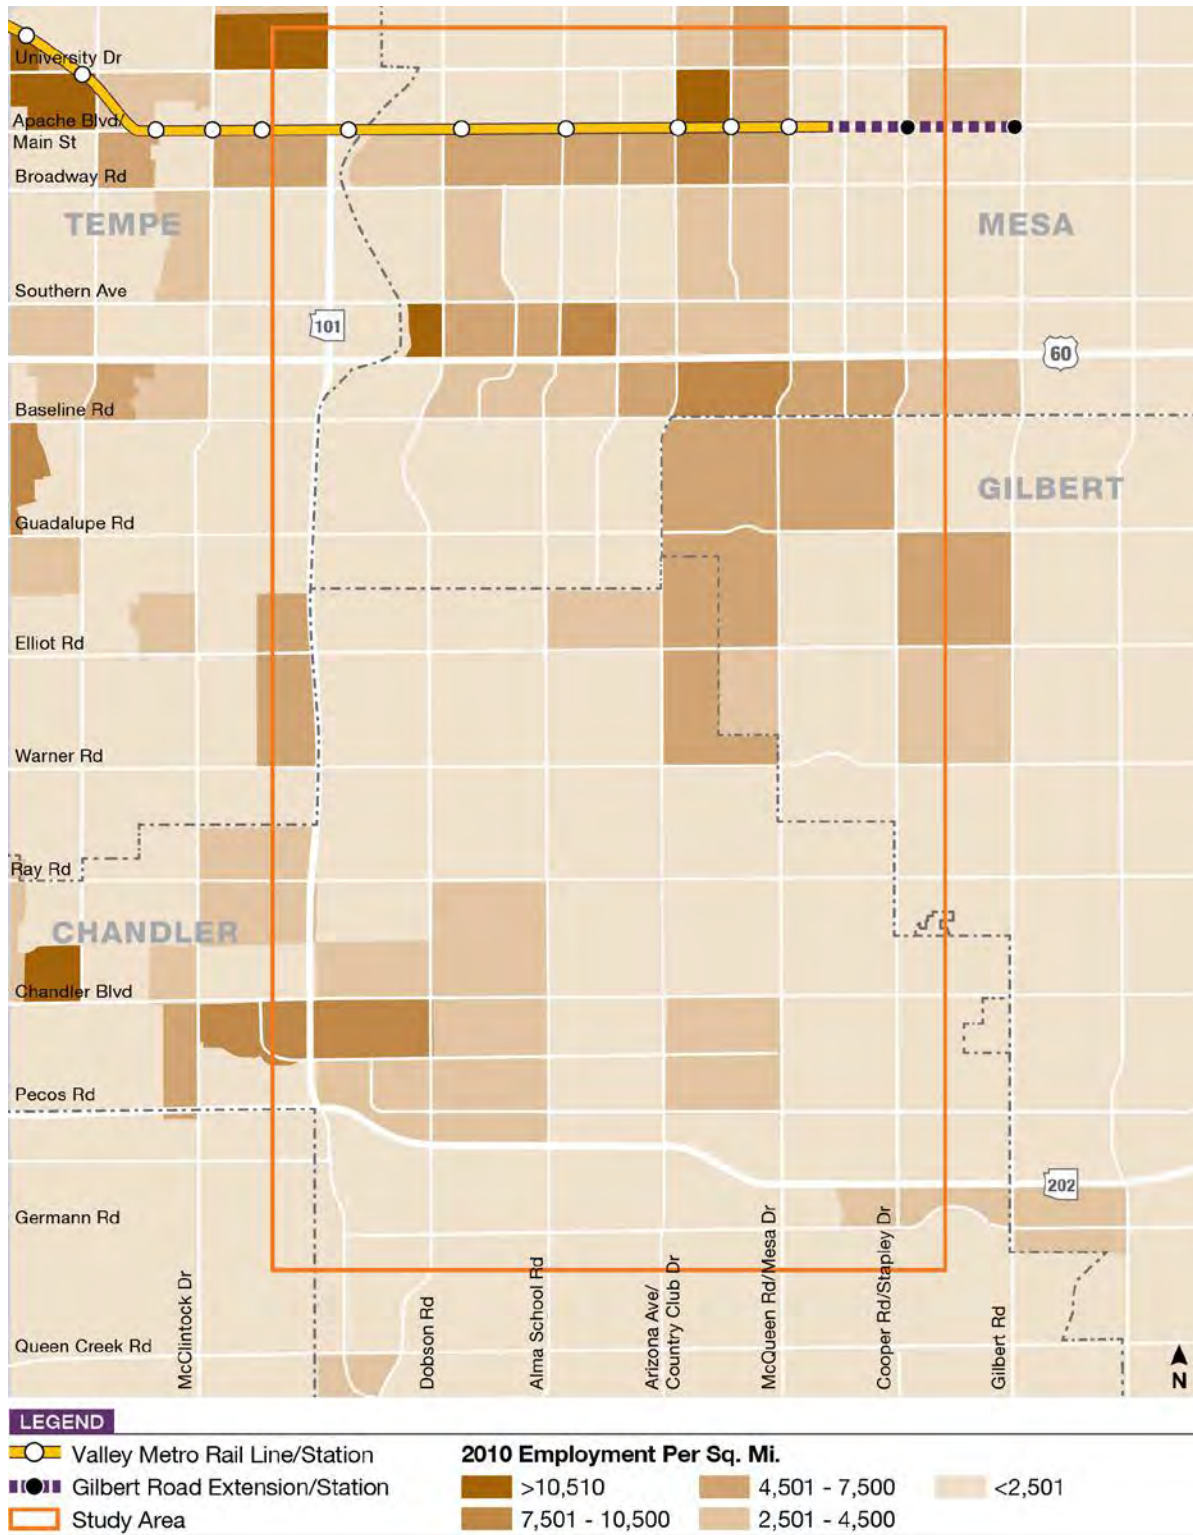 University Dr
Apache Blvd/
Main St
Broadway Rd
TEMPE
MESA
Southern Ave
101
60
Baseline Rd
GILBERT
Guadalupe Rd
Elliot Rd
Warner Rd
Ray Rd
CHANDLER
Chandler Blvd
Pecos Rd
202
Germann Rd
Queen Creek Rd
McClintock Dr
Dobson Rd
Alma School Rd
Arizona Ave/
Country Club Dr
McQueen Rd/Mesa Dr
Cooper Rd/Stapley Dr
Gilbert Rd
N
LEGEND
Valley Metro Rail Line/Station
Gilbert Road Extension/Station
Study Area
2010 Employment Per Sq. Mi.
>10,510
7,501 - 10,500
4,501 - 7,500
2,501 - 4,500
<2,501